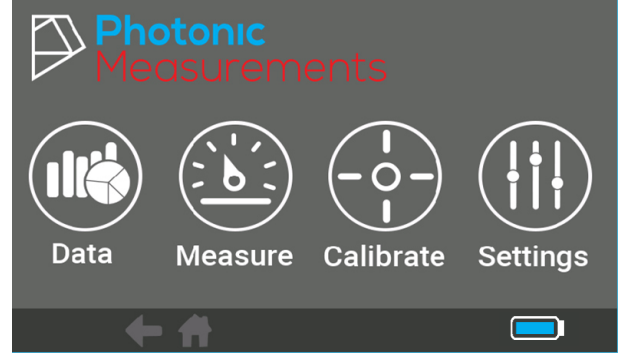 Photonic
Measurements
Data
Measure
Calibrate
Settings